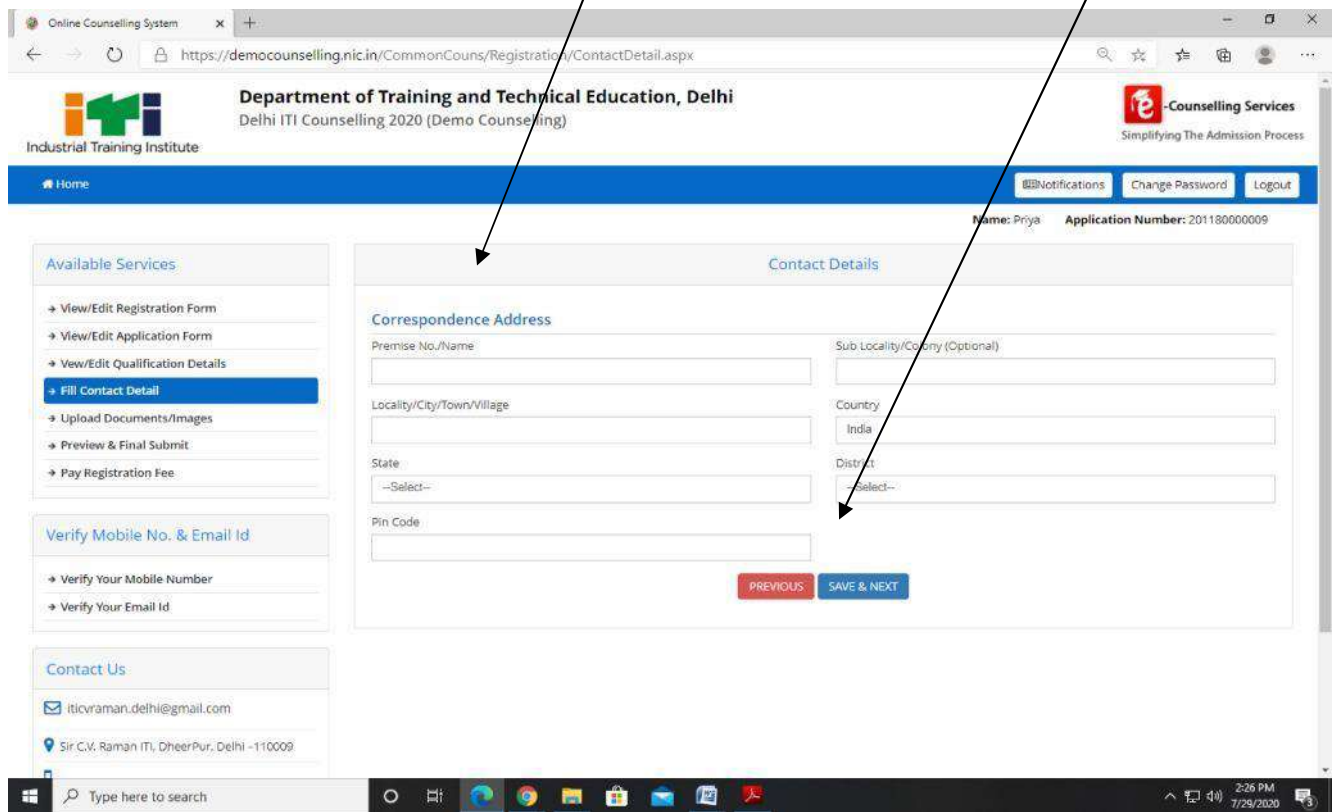 Online Counselling System
https://democounselling.nic.in/CommonCouns/Registration/ContactDetail.aspx
iti
Industrial Training Institute
Department of Training and Technical Education, Delhi
Delhi ITI Counselling 2020 (Demo Counselling)
e -Counselling Services
Simplifying The Admission Process
Home
Notifications Change Password Logout
Name: Priya Application Number: 201180000009
Available Services
View/Edit Registration Form
View/Edit Application Form
Vew/Edit Qualification Details
Fill Contact Detail
Upload Documents/Images
Preview & Final Submit
Pay Registration Fee
Verify Mobile No. & Email Id
Verify Your Mobile Number
Verify Your Email Id
Contact Us
iticvraman.delhi@gmail.com
Sir C.V. Raman ITI, DheerPur, Delhi -110009
Contact Details
Correspondence Address
Premise No./Name Sub Locality/Colony (Optional)
Locality/City/Town/Village Country
India
State District
--Select-- --Select--
Pin Code
PREVIOUS SAVE & NEXT
Type here to search
2:26 PM
7/29/2020
3